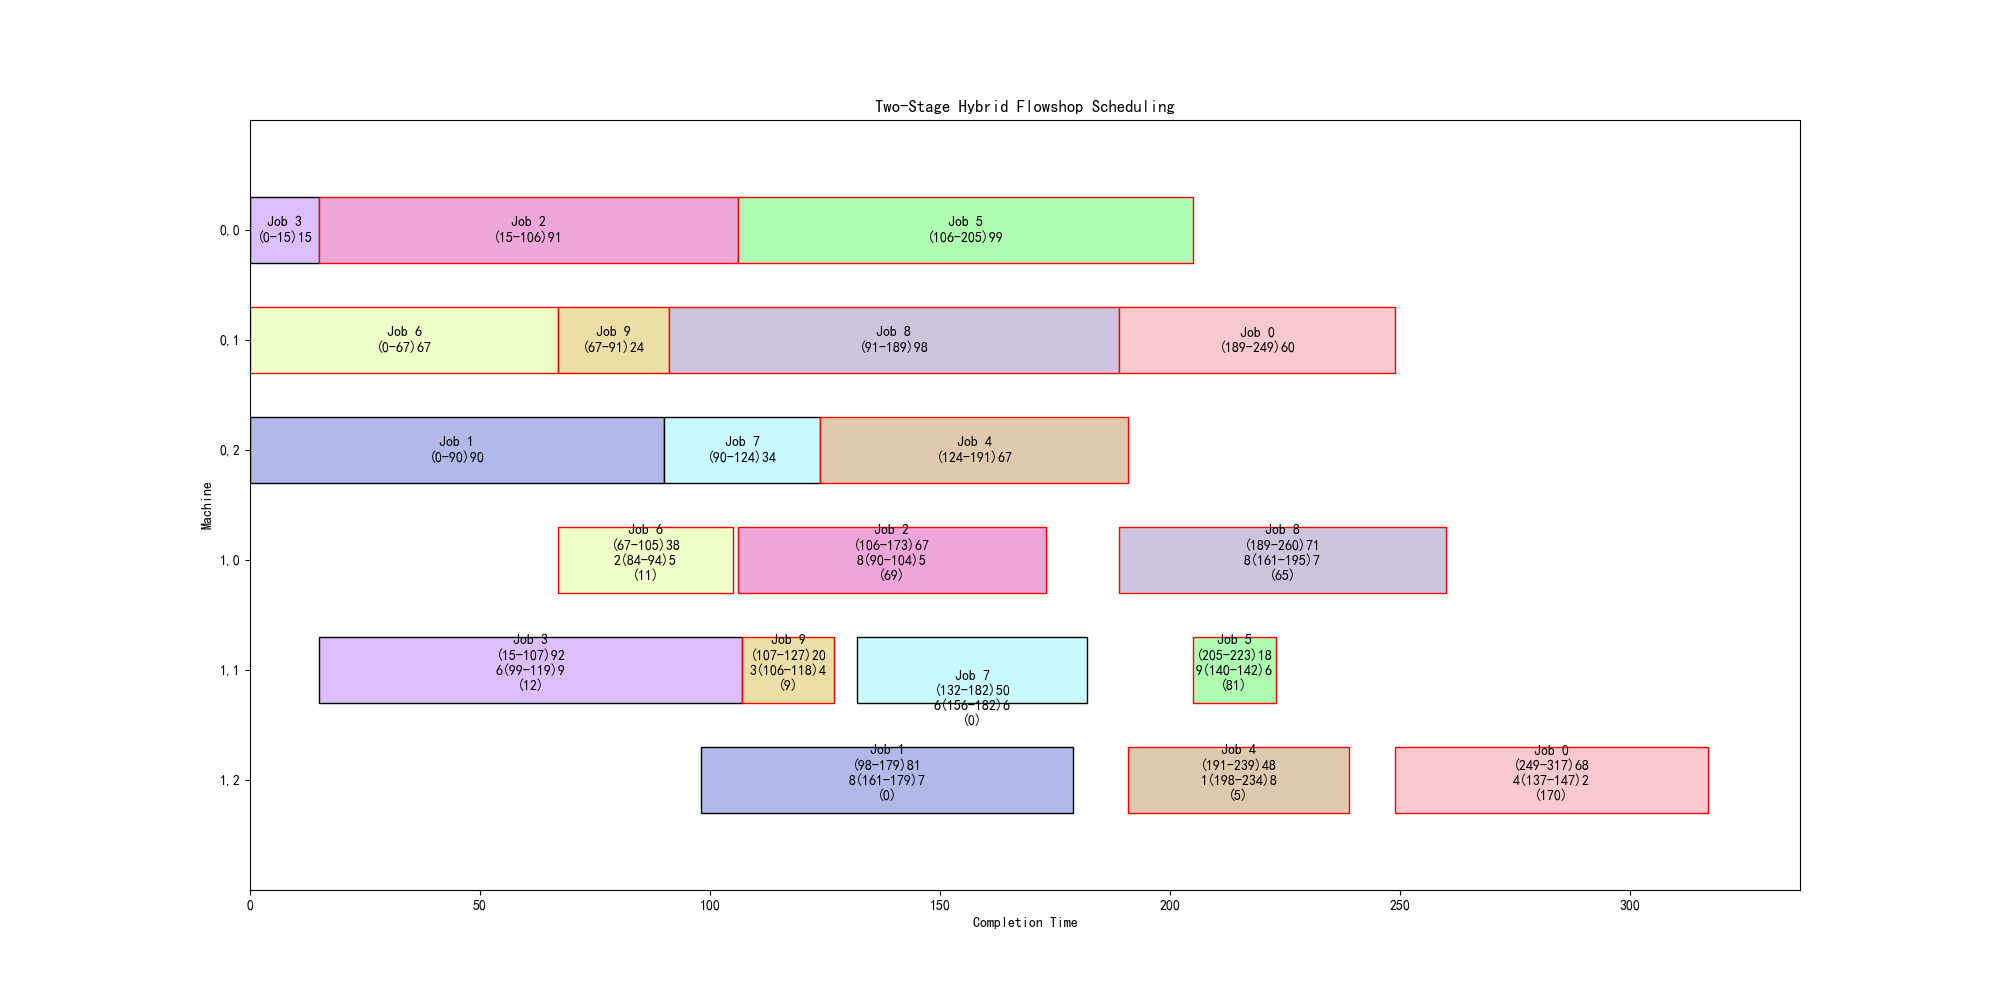 Two-Stage Hybrid Flowshop Scheduling
Machine
0,0
Job 3
(0-15)15
Job 2
(15-106)91
Job 5
(106-205)99
0,1
Job 6
(0-67)67
Job 9
(67-91)24
Job 8
(91-189)98
Job 0
(189-249)60
0,2
Job 1
(0-90)90
Job 7
(90-124)34
Job 4
(124-191)67
1,0
Job 6
(67-105)38
2(84-94)5
(11)
Job 2
(106-173)67
8(90-104)5
(69)
Job 8
(189-260)71
8(161-195)7
(65)
1,1
Job 3
(15-107)92
6(99-119)9
(12)
Job 9
(107-127)20
3(106-118)4
(9)
Job 7
(132-182)50
6(156-182)6
(0)
Job 5
(205-223)18
9(140-142)6
(81)
1,2
Job 1
(98-179)81
8(161-179)7
(0)
Job 4
(191-239)48
1(198-234)8
(5)
Job 0
(249-317)68
4(137-147)2
(170)
0 50 100 150 200 250 300
Completion Time